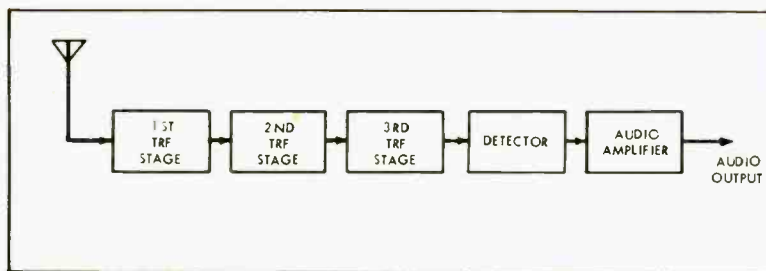 1ST
TRF
STAGE
2ND
TRF
STAGE
3RD
TRF
STAGE
DETECTOR
AUDIO
AMPLIFIER
AUDIO
OUTPUT